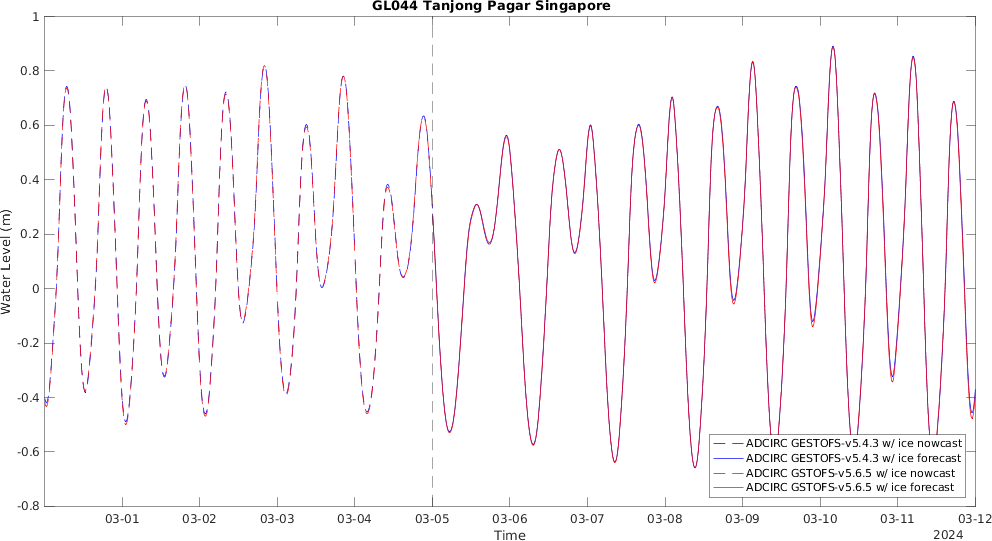 GL044 Tanjong Pagar Singapore
1
0.8
0.6
0.4
0.2
0
-0.2
-0.4
-0.6
-0.8
Water Level (m)
ADCIRC GESTOFS-v5.4.3 w/ ice nowcast
ADCIRC GESTOFS-v5.4.3 w/ ice forecast
ADCIRC GSTOFS-v5.6.5 w/ ice nowcast
ADCIRC GSTOFS-v5.6.5 w/ ice forecast
03-01 03-02 03-03 03-04 03-05 03-06 03-07 03-08 03-09 03-10 03-11 03-12
Time
2024